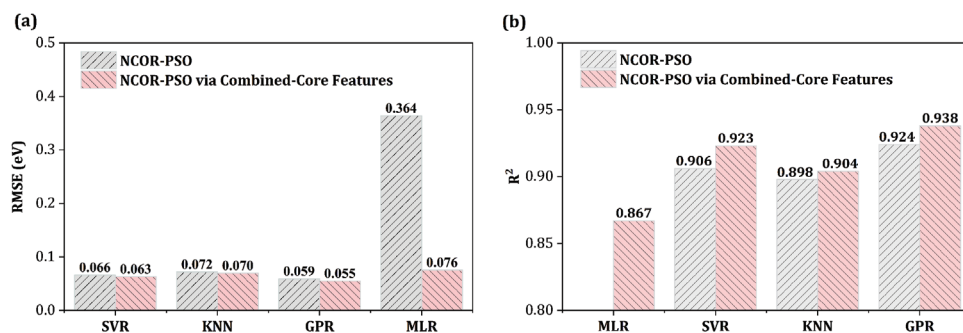 (a)
0.5
0.4
0.3
0.2
0.1
0.0
RMSE (eV)
NCOR-PSO
NCOR-PSO via Combined-Core Features
0.066
0.063
0.072
0.070
0.059
0.055
0.364
0.076
SVR
KNN
GPR
MLR
(b)
1.00
0.95
0.90
0.85
0.80
R²
NCOR-PSO
NCOR-PSO via Combined-Core Features
0.867
0.906
0.923
0.898
0.904
0.924
0.938
MLR
SVR
KNN
GPR